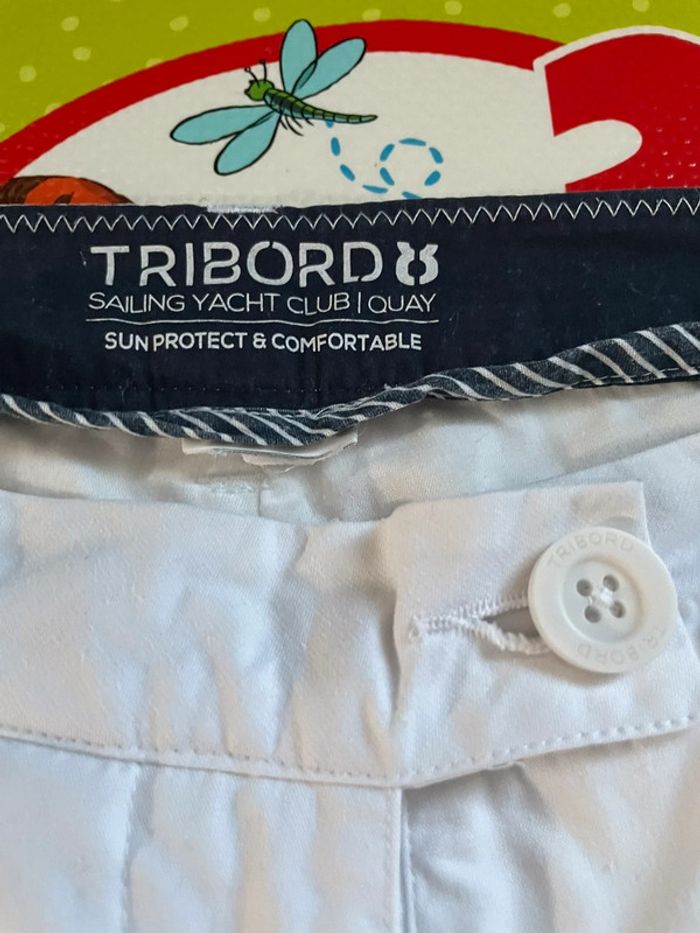 TRIBORD
SAILING YACHT CLUB | QUAY
SUN PROTECT & COMFORTABLE
TRIBORD
TRIBORD